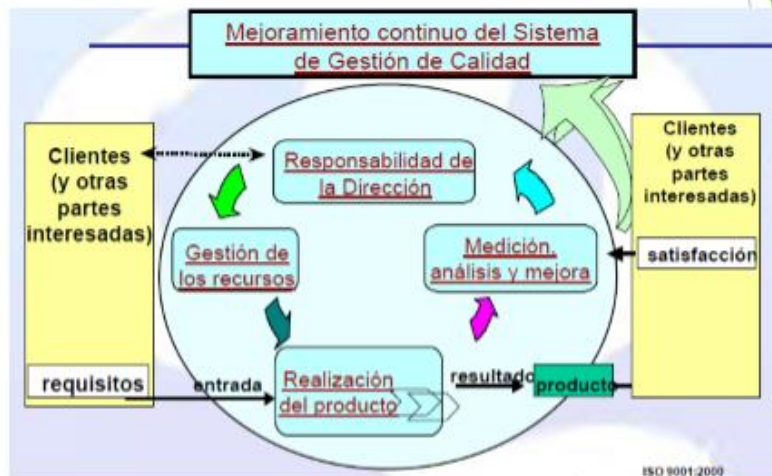 Mejoramiento continuo del Sistema
de Gestión de Calidad
Clientes
(y otras
partes
interesadas)
Responsabilidad de
la Dirección
Clientes
(y otras
partes
interesadas)
Gestión de
los recursos
Medición,
análisis y mejora
satisfacción
requisitos
entrada
Realización
del producto
resultado
producto
ISO 9001:2000